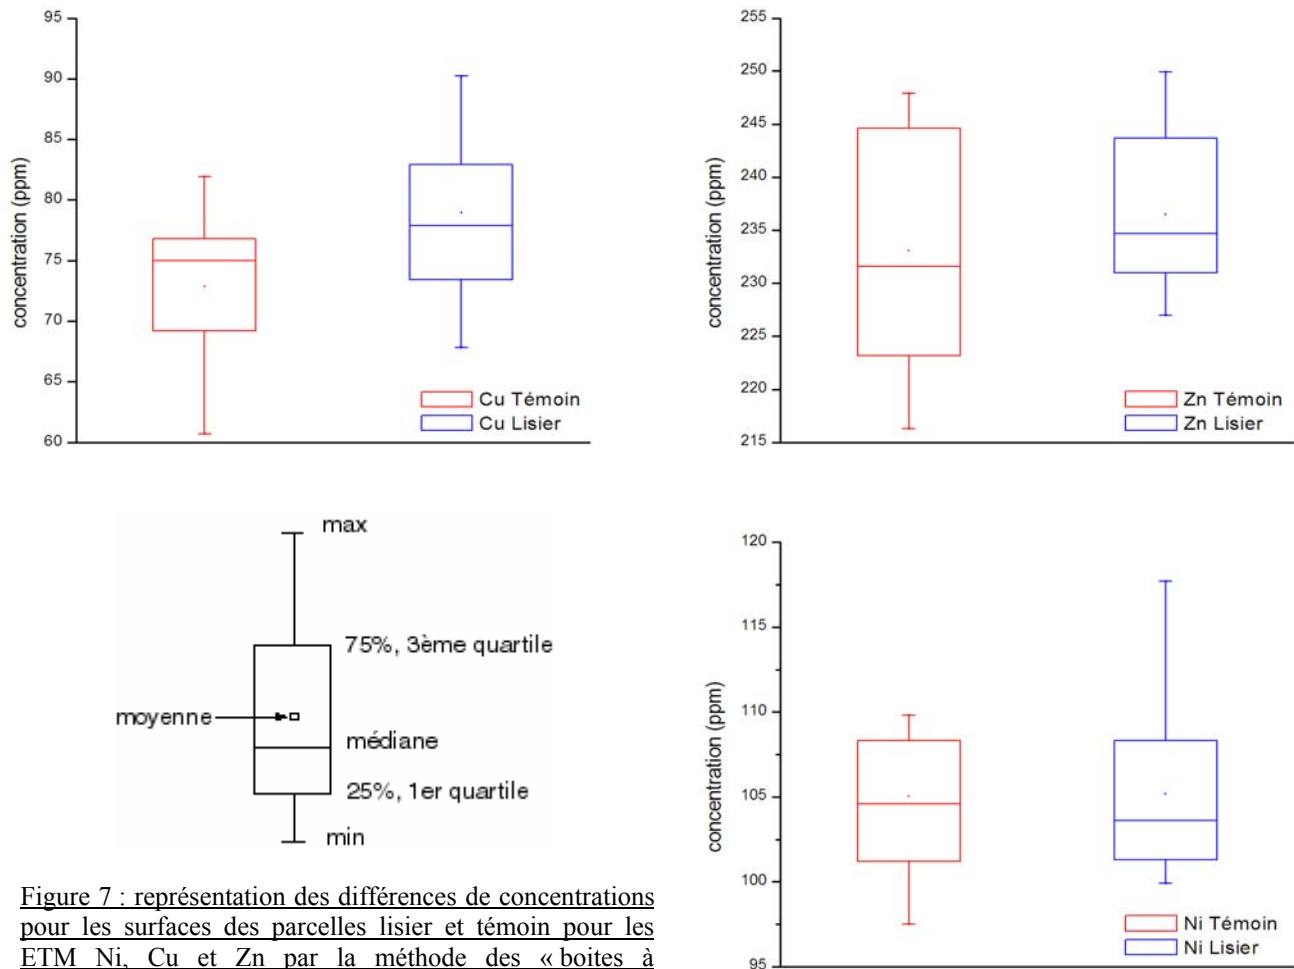 95
90
85
80
75
70
65
60
concentration (ppm)
Cu Témoin
Cu Lisier
255
250
245
240
235
230
225
220
215
concentration (ppm)
Zn Témoin
Zn Lisier
max
75%, 3ème quartile
moyenne
médiane
25%, 1er quartile
min
120
115
110
105
100
95
concentration (ppm)
Ni Témoin
Ni Lisier
Figure 7 : représentation des différences de concentrations
pour les surfaces des parcelles lisier et témoin pour les
ETM Ni, Cu et Zn par la méthode des « boites à